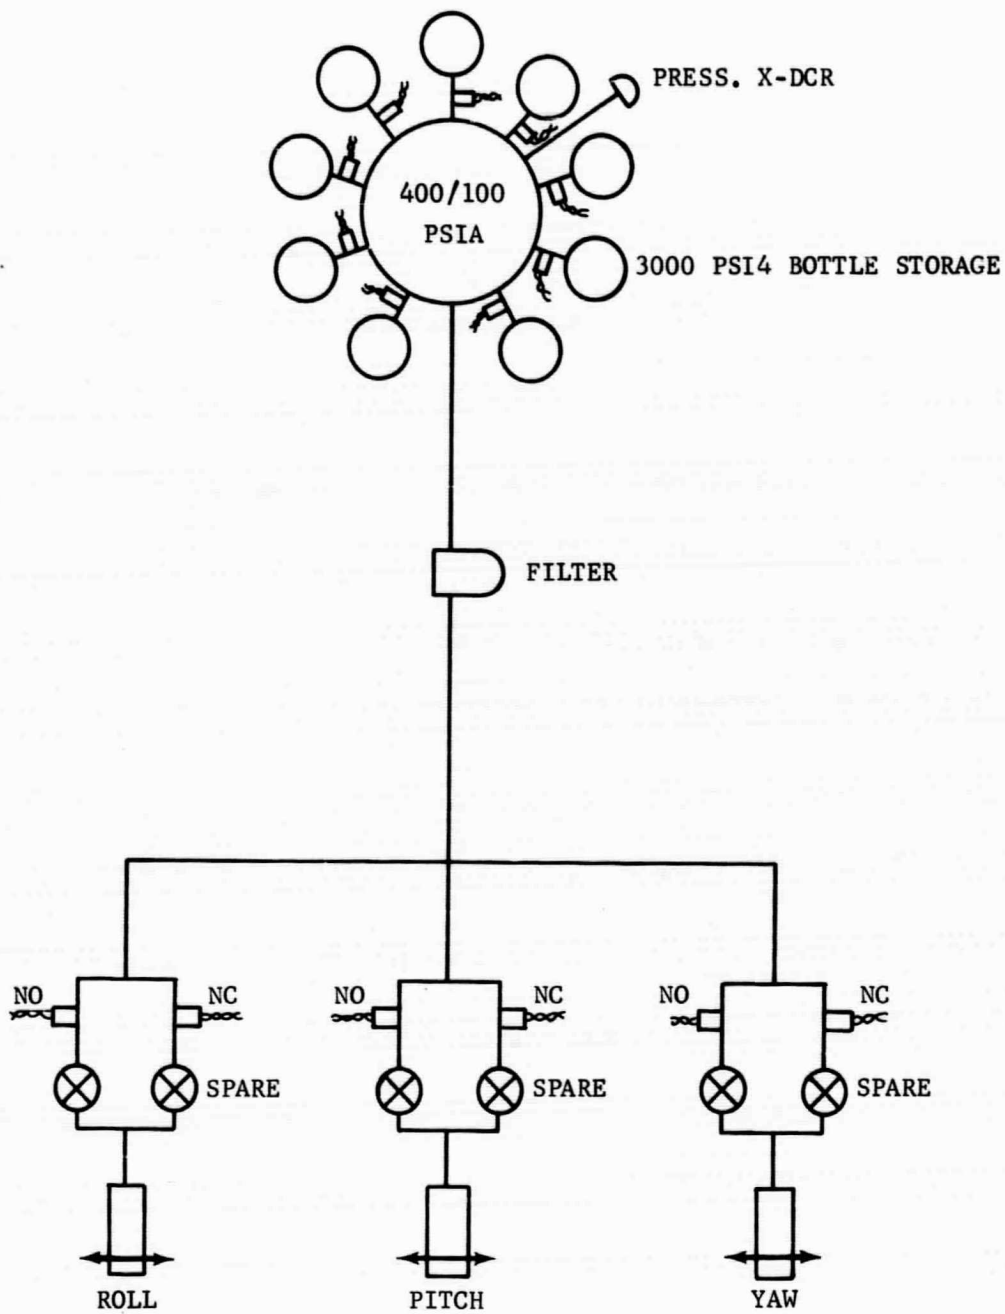 PRESS. X-DCR
400/100
PSIA
3000 PSI4 BOTTLE STORAGE
FILTER
NO NC NO NC NO NC
SPARE SPARE SPARE
ROLL PITCH YAW